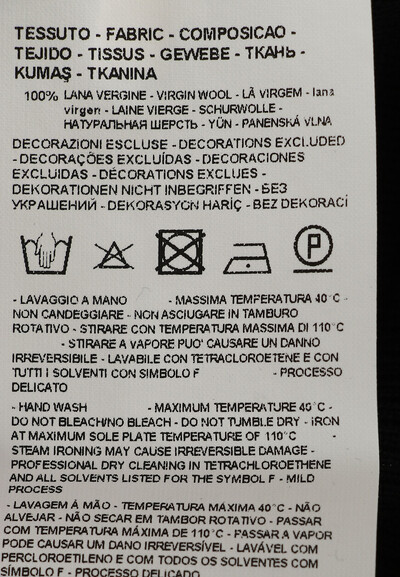 TESSUTO - FABRIC - COMPOSICAO -
TEJIDO - TISSUS - GEWEBE - ТКАНЬ -
KUMAŞ - TKANINA
100% LANA VERGINE - VIRGIN WOOL - LÃ VIRGEM - lana
virgen - LAINE VIERGE - SCHURWOLLE -
НАТУРАЛЬНАЯ ШЕРСТЬ - YÜN - PANENSKÁ VLNA
DECORAZIONI ESCLUSE - DECORATIONS EXCLUDED
- DECORAÇÕES EXCLUÍDAS - DECORACIONES
EXCLUIDAS - DÉCORATIONS EXCLUES -
DEKORATIONEN NICHT INBEGRIFFEN - БЕЗ
УКРАШЕНИЙ - DEKORASYON HARİÇ - BEZ DEKORACÍ
P
- LAVAGGIO A MANO - MASSIMA TEMPERATURA 40°C -
NON CANDEGGIARE - NON ASCIUGARE IN TAMBURO
ROTATIVO - STIRARE CON TEMPERATURA MASSIMA DI 110°C
- STIRARE A VAPORE PUO' CAUSARE UN DANNO
IRREVERSIBILE - LAVABILE CON TETRACLOROETENE E CON
TUTTI I SOLVENTI CON SIMBOLO F - PROCESSO
DELICATO
- HAND WASH - MAXIMUM TEMPERATURE 40°C -
DO NOT BLEACHING BLEACH - DO NOT TUMBLE DRY - IRON
AT MAXIMUM SOLE PLATE TEMPERATURE OF 110°C -
STEAM IRONING MAY CAUSE IRREVERSIBLE DAMAGE -
PROFESSIONAL DRY CLEANING IN TETRACHLOROETHENE
AND ALL SOLVENTS LISTED FOR THE SYMBOL F - MILD
PROCESS
- LAVAGEM Á MÃO - TEMPERATURA MÁXIMA 40°C - NÃO
ALVEJAR - NÃO SECAR EM TAMBOR ROTATIVO - PASSAR
COM TEMPERATURA MÁXIMA DE 110°C - PASSAR A VAPOR
PODE CAUSAR UM DANO IRREVERSÍVEL - LAVÁVEL COM
PERCLOROETILENO E COM TODOS OS SOLVENTES COM
SÍMBOLO F - PROCESSO DELICADO